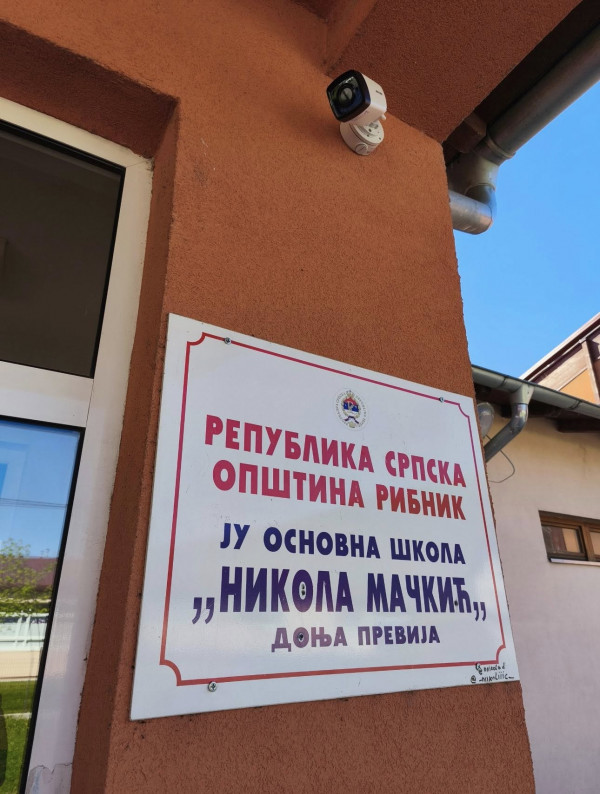 РЕПУБЛИКА СРПСКА
ОПШТИНА РИБНИК
ЈУ ОСНОВНА ШКОЛА
„НИКОЛА МАЧКИЋ„
ДОЊА ПРЕВИЈА